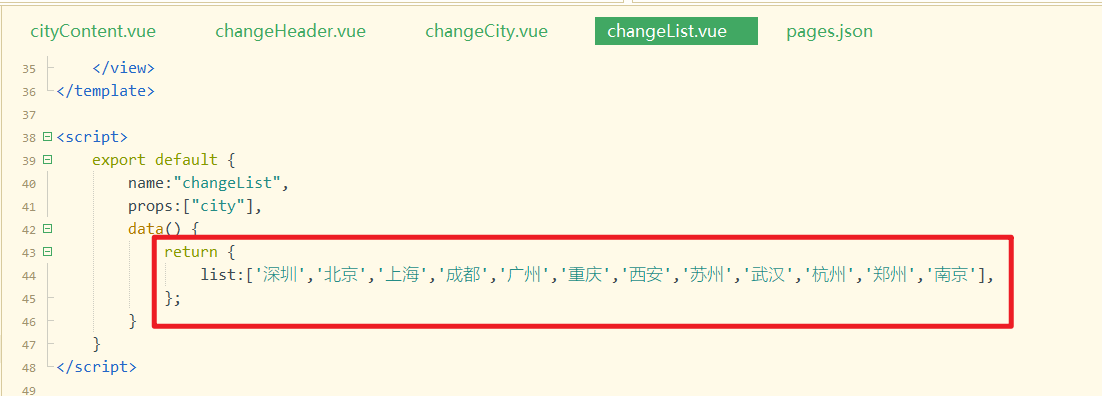 cityContent.vue changeHeader.vue changeCity.vue changeList.vue pages.json
35 </view>
36 </template>
37
38 <script>
39 export default {
40 name:"changeList",
41 props:["city"],
42 data() {
43 return {
44 list:['深圳','北京','上海','成都','广州','重庆','西安','苏州','武汉','杭州','郑州','南京'],
45 };
46 }
47 }
48 </script>
49